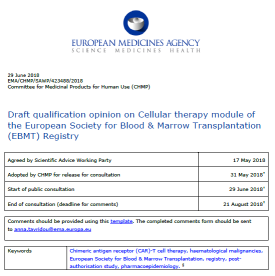 EUROPEAN MEDICINES AGENCY
SCIENCE MEDICINES HEALTH
29 June 2018
EMA/CHMP/SAWP/423488/2018
Committee for Medicinal Products for Human Use (CHMP)
Draft qualification opinion on Cellular therapy module of
the European Society for Blood & Marrow Transplantation
(EBMT) Registry
Agreed by Scientific Advice Working Party 17 May 2018
Adopted by CHMP for release for consultation 31 May 2018
Start of public consultation 29 June 2018
End of consultation (deadline for comments) 21 August 2018
Comments should be provided using this template. The completed comments form should be sent
to anna.tavridou@ema.europa.eu
Keywords Chimeric antigen receptor (CAR)-T cell therapy, haematological malignancies,
European Society for Blood & Marrow Transplantation, registry, post-
authorisation study, pharmacoepidemiology.